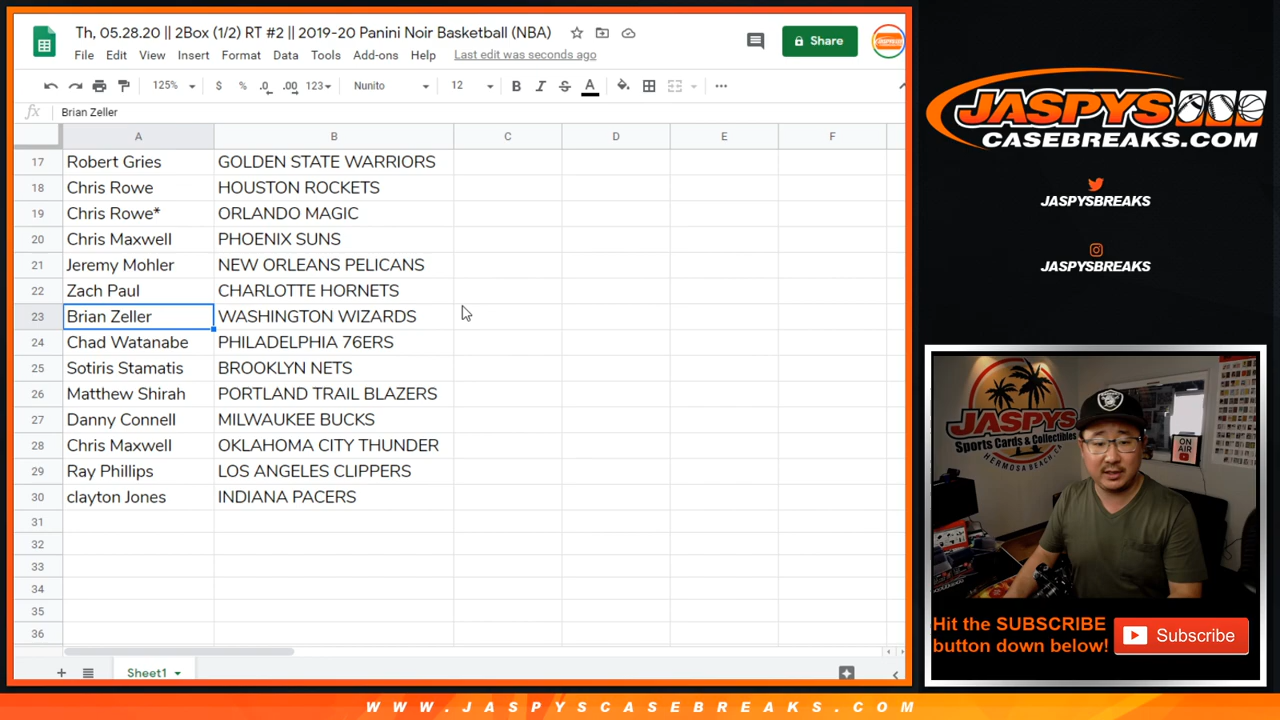 Th, 05.28.20 || 2Box (1/2) RT #2 || 2019-20 Panini Noir Basketball (NBA)
File Edit View Insert Format Data Tools Add-ons Help Last edit was seconds ago
Share
125% $ % .0 .00 123 Nunito 12 B I S A
fx Brian Zeller
A B C D E F
17 Robert Gries GOLDEN STATE WARRIORS
18 Chris Rowe HOUSTON ROCKETS
19 Chris Rowe* ORLANDO MAGIC
20 Chris Maxwell PHOENIX SUNS
21 Jeremy Mohler NEW ORLEANS PELICANS
22 Zach Paul CHARLOTTE HORNETS
23 Brian Zeller WASHINGTON WIZARDS
24 Chad Watanabe PHILADELPHIA 76ERS
25 Sotiris Stamatis BROOKLYN NETS
26 Matthew Shirah PORTLAND TRAIL BLAZERS
27 Danny Connell MILWAUKEE BUCKS
28 Chris Maxwell OKLAHOMA CITY THUNDER
29 Ray Phillips LOS ANGELES CLIPPERS
30 clayton Jones INDIANA PACERS
31
32
33
34
35
36
Sheet1
JASPYS
CASEBREAKS.COM
JASPYSBREAKS
JASPYSBREAKS
JASPYS
Sports Cards & Collectibles
HERMOSA BEACH, CA
ON
AIR
Hit the SUBSCRIBE
button down below!
Subscribe
WWW.JASPYSCASEBREAKS.COM